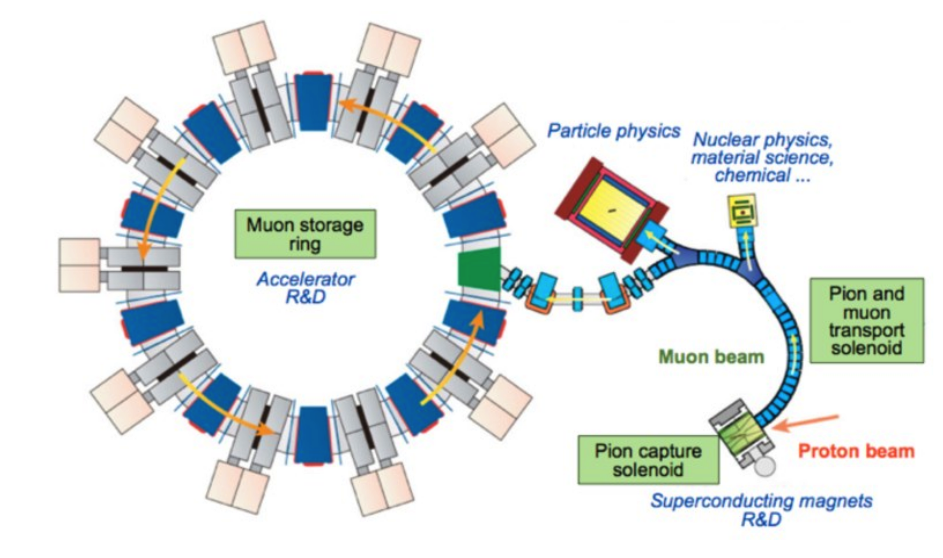 Particle physics
Nuclear physics,
material science,
chemical ...
Muon storage
ring
Accelerator
R&D
Pion and
muon
transport
solenoid
Muon beam
Pion capture
solenoid
Proton beam
Superconducting magnets
R&D